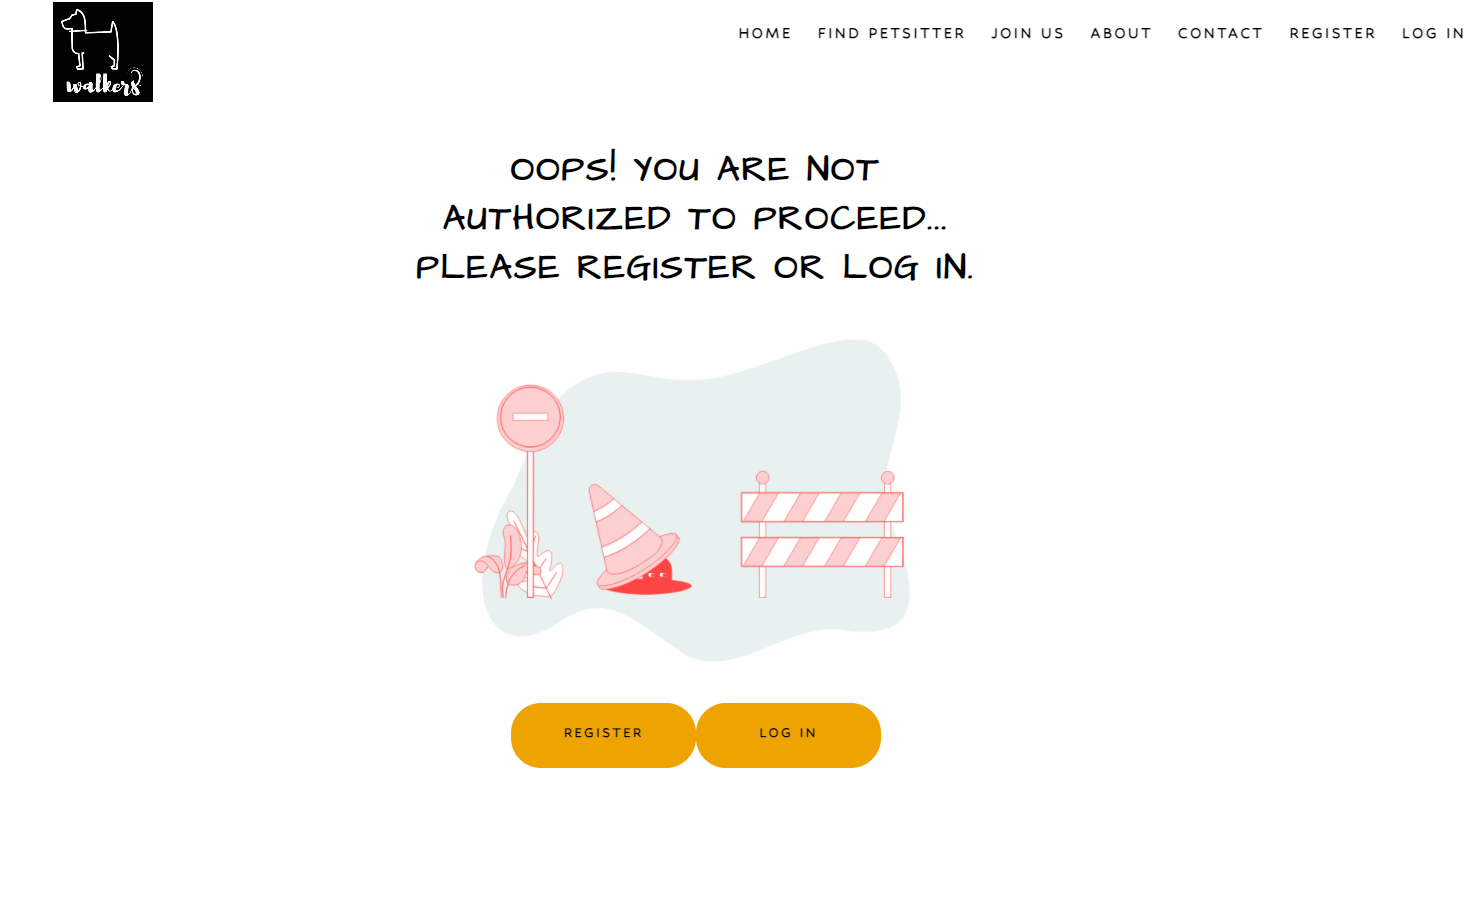 walkers
HOME FIND PETSITTER JOIN US ABOUT CONTACT REGISTER LOG IN
OOPS! YOU ARE NOT
AUTHORIZED TO PROCEED...
PLEASE REGISTER OR LOG IN.
REGISTER LOG IN